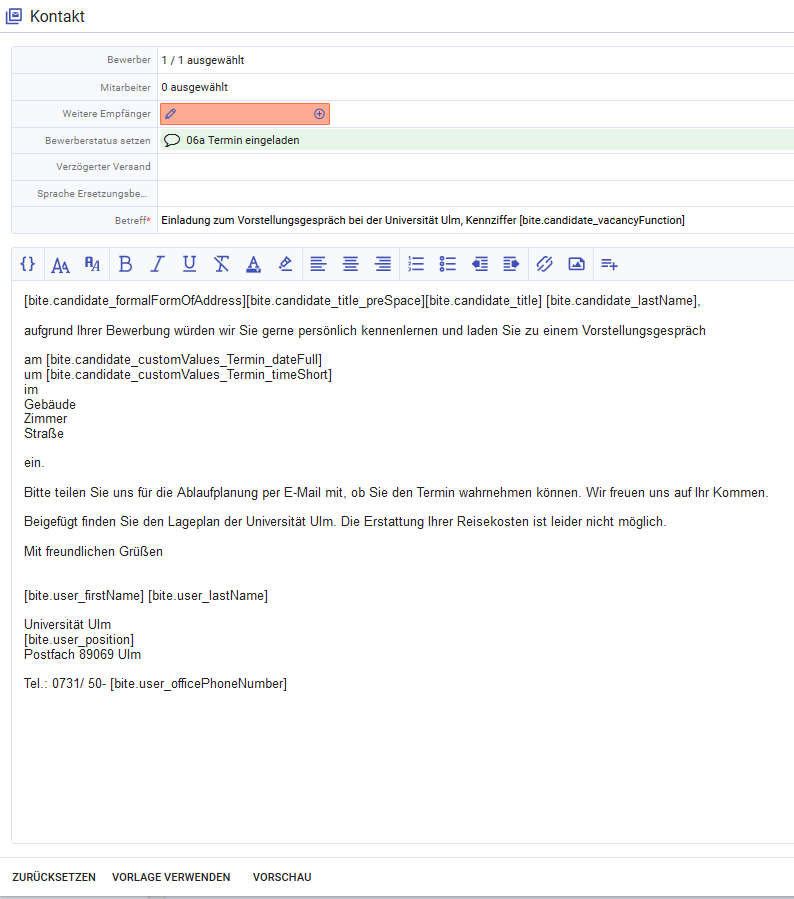 Kontakt
Bewerber 1 / 1 ausgewählt
Mitarbeiter 0 ausgewählt
Weitere Empfänger
Bewerberstatus setzen 06a Termin eingeladen
Verzögerter Versand
Sprache Ersetzungsbe...
Betreff* Einladung zum Vorstellungsgespräch bei der Universität Ulm, Kennziffer [bite.candidate_vacancyFunction]
[bite.candidate_formalFormOfAddress][bite.candidate_title_preSpace][bite.candidate_title] [bite.candidate_lastName],
aufgrund Ihrer Bewerbung würden wir Sie gerne persönlich kennenlernen und laden Sie zu einem Vorstellungsgespräch
am [bite.candidate_customValues_Termin_dateFull]
um [bite.candidate_customValues_Termin_timeShort]
im
Gebäude
Zimmer
Straße
ein.
Bitte teilen Sie uns für die Ablaufplanung per E-Mail mit, ob Sie den Termin wahrnehmen können. Wir freuen uns auf Ihr Kommen.
Beigefügt finden Sie den Lageplan der Universität Ulm. Die Erstattung Ihrer Reisekosten ist leider nicht möglich.
Mit freundlichen Grüßen
[bite.user_firstName] [bite.user_lastName]
Universität Ulm
[bite.user_position]
Postfach 89069 Ulm
Tel.: 0731/ 50- [bite.user_officePhoneNumber]
ZURÜCKSETZEN VORLAGE VERWENDEN VORSCHAU